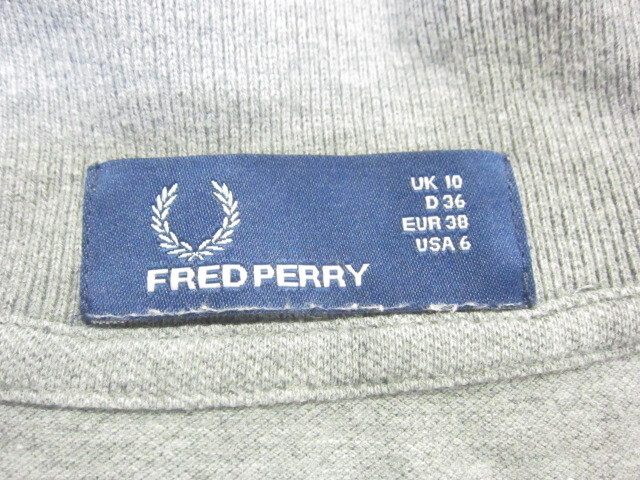 UK 10
D 36
EUR 38
USA 6
FRED PERRY